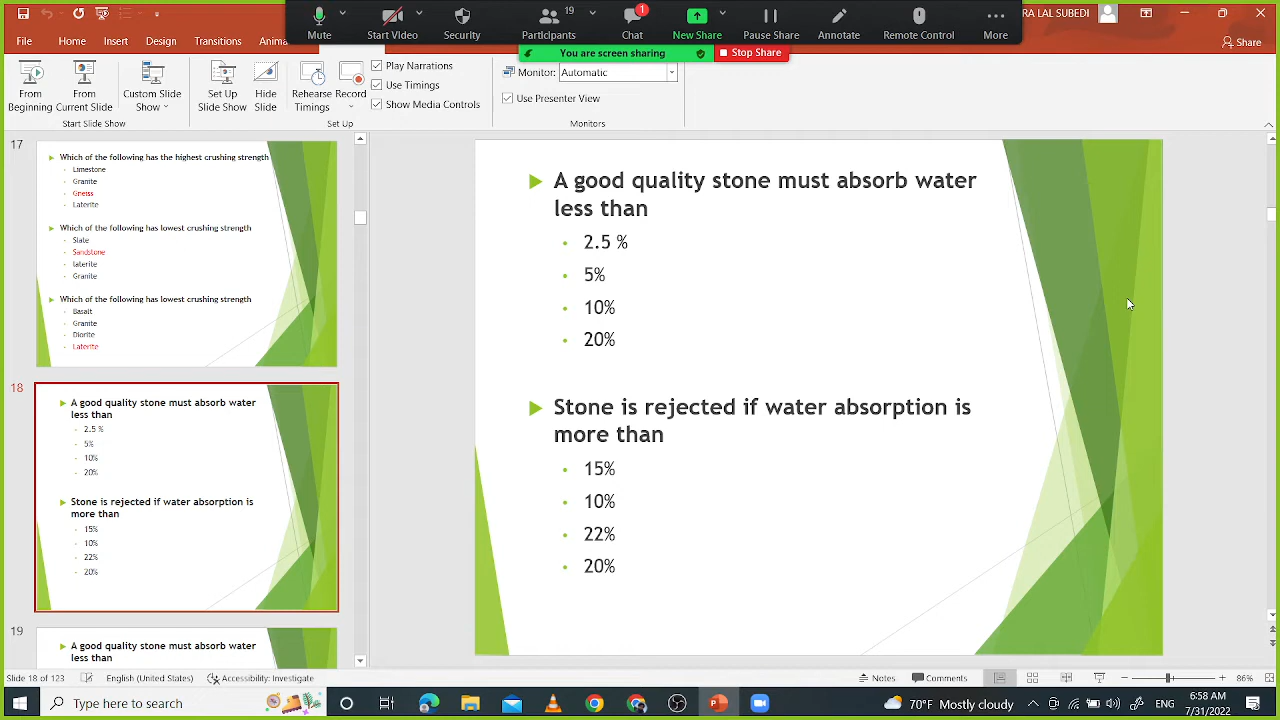 Mute
Start Video
Security
19
Participants
1
Chat
New Share
Pause Share
Annotate
Remote Control
More
RA LAL SUBEDI
You are screen sharing
Stop Share
File
Home
Insert
Design
Transitions
Anima
Share
From Beginning
From Current Slide
Custom Slide Show
Set Up Slide Show
Hide Slide
Rehearse Timings
Record
Play Narrations
Use Timings
Show Media Controls
Monitor: Automatic
Use Presenter View
Start Slide Show
Set Up
Monitors
17
Which of the following has the highest crushing strength
Limestone
Granite
Gneiss
Laterite
Which of the following has lowest crushing strength
Slate
Sandstone
laterite
Granite
Which of the following has lowest crushing strength
Basalt
Granite
Diorite
Laterite
18
A good quality stone must absorb water
less than
2.5 %
5%
10%
20%
Stone is rejected if water absorption is
more than
15%
10%
22%
20%
19
A good quality stone must absorb water
less than
A good quality stone must absorb water
less than
2.5 %
5%
10%
20%
Stone is rejected if water absorption is
more than
15%
10%
22%
20%
Slide 18 of 123
English (United States)
Accessibility: Investigate
Notes
Comments
86%
Type here to search
70°F Mostly cloudy
ENG
6:58 AM
7/31/2022